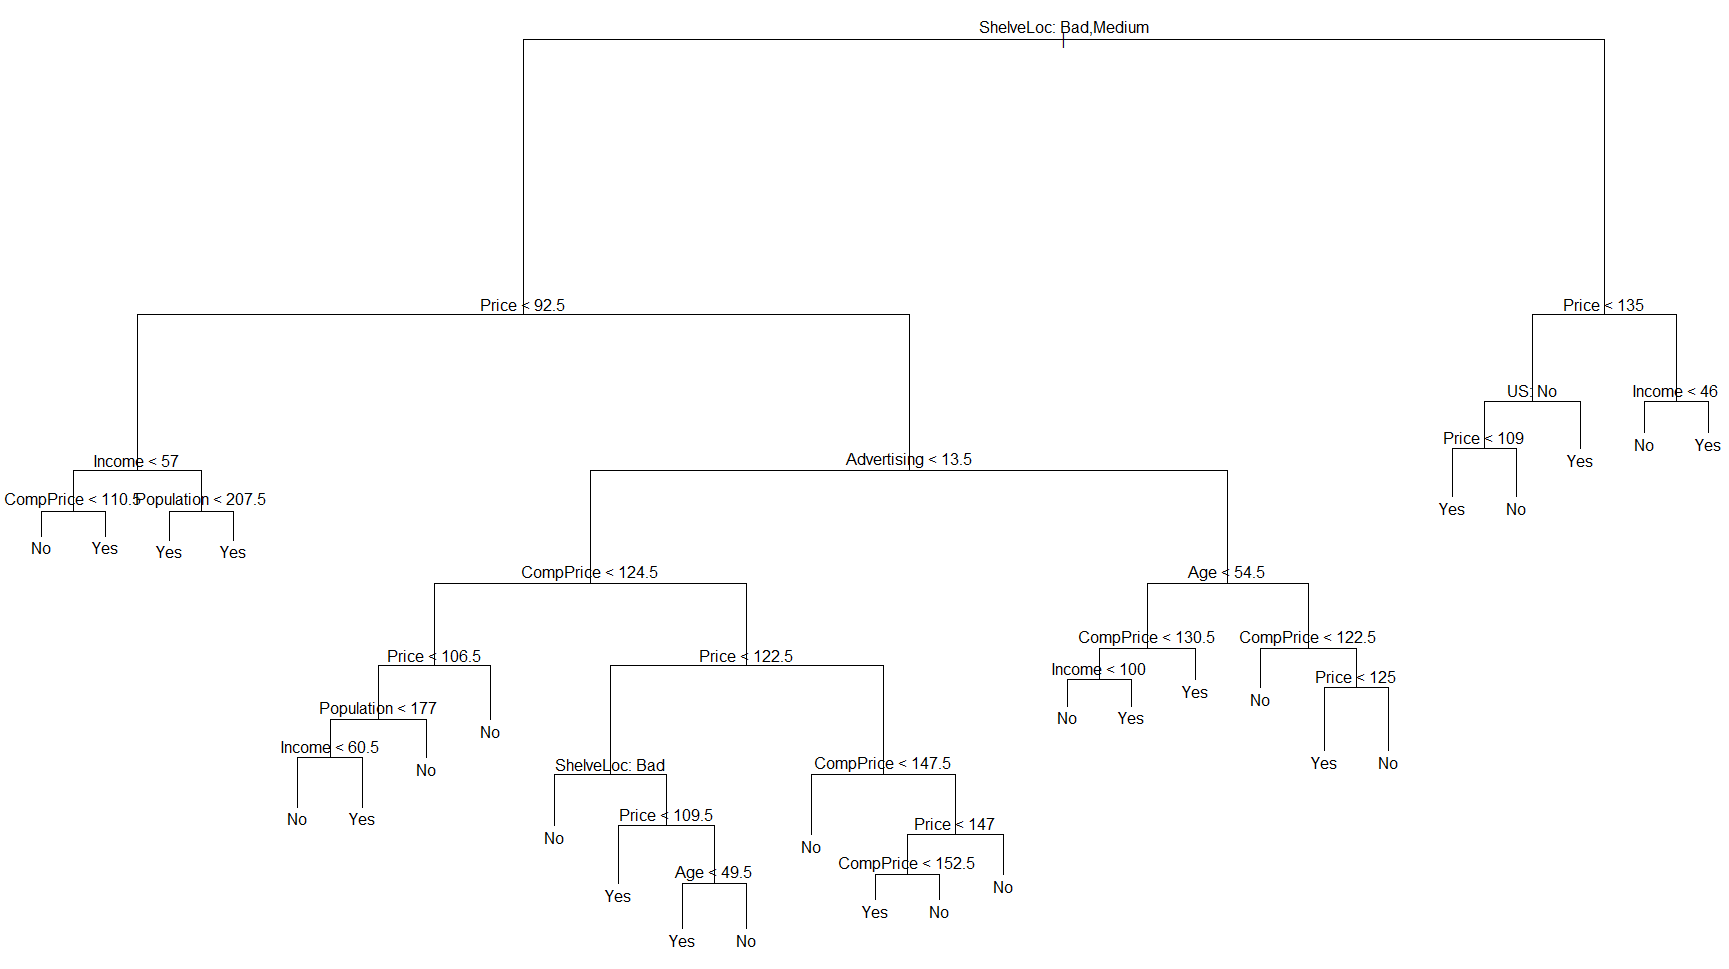 ShelveLoc: Bad,Medium
Price < 92.5
Price < 135
US: No
Income < 46
Price < 109
No
Yes
Yes
Yes
No
Income < 57
Advertising < 13.5
CompPrice < 110.5
Population < 207.5
No
Yes
Yes
Yes
CompPrice < 124.5
Age < 54.5
CompPrice < 130.5
CompPrice < 122.5
Price < 106.5
Price < 122.5
Income < 100
Price < 125
Yes
No
Population < 177
No
Yes
No
Income < 60.5
No
ShelveLoc: Bad
CompPrice < 147.5
Yes
No
No
Yes
Price < 109.5
Price < 147
No
No
Age < 49.5
CompPrice < 152.5
No
Yes
Yes
No
Yes
No